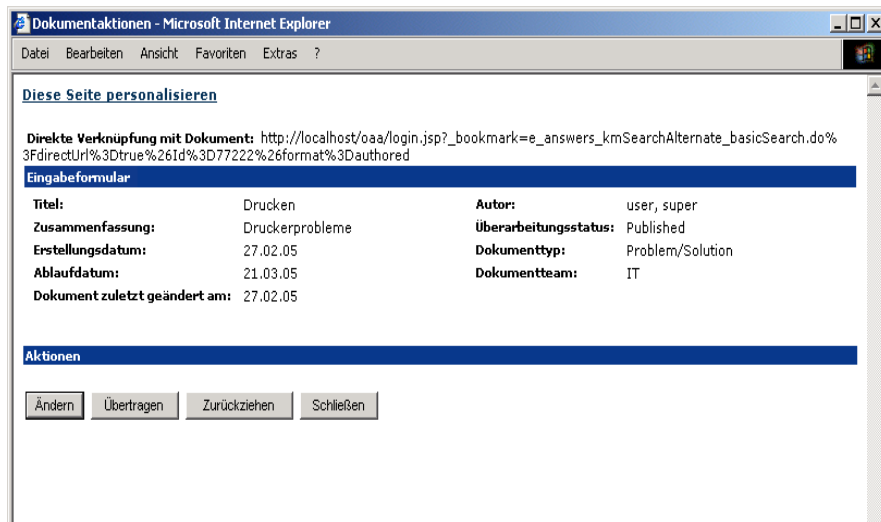 Dokumentaktionen - Microsoft Internet Explorer
Datei Bearbeiten Ansicht Favoriten Extras ?
Diese Seite personalisieren
Direkte Verknüpfung mit Dokument: http://localhost/oaa/login.jsp?_bookmark=e_answers_kmSearchAlternate_basicSearch.do%
3FdirectUrl%3Dtrue%26Id%3D77222%26format%3Dauthored
Eingabeformular
Titel: Drucken Autor: user, super
Zusammenfassung: Druckerprobleme Überarbeitungsstatus: Published
Erstellungsdatum: 27.02.05 Dokumenttyp: Problem/Solution
Ablaufdatum: 21.03.05 Dokumentteam: IT
Dokument zuletzt geändert am: 27.02.05
Aktionen
Ändern Übertragen Zurückziehen Schließen